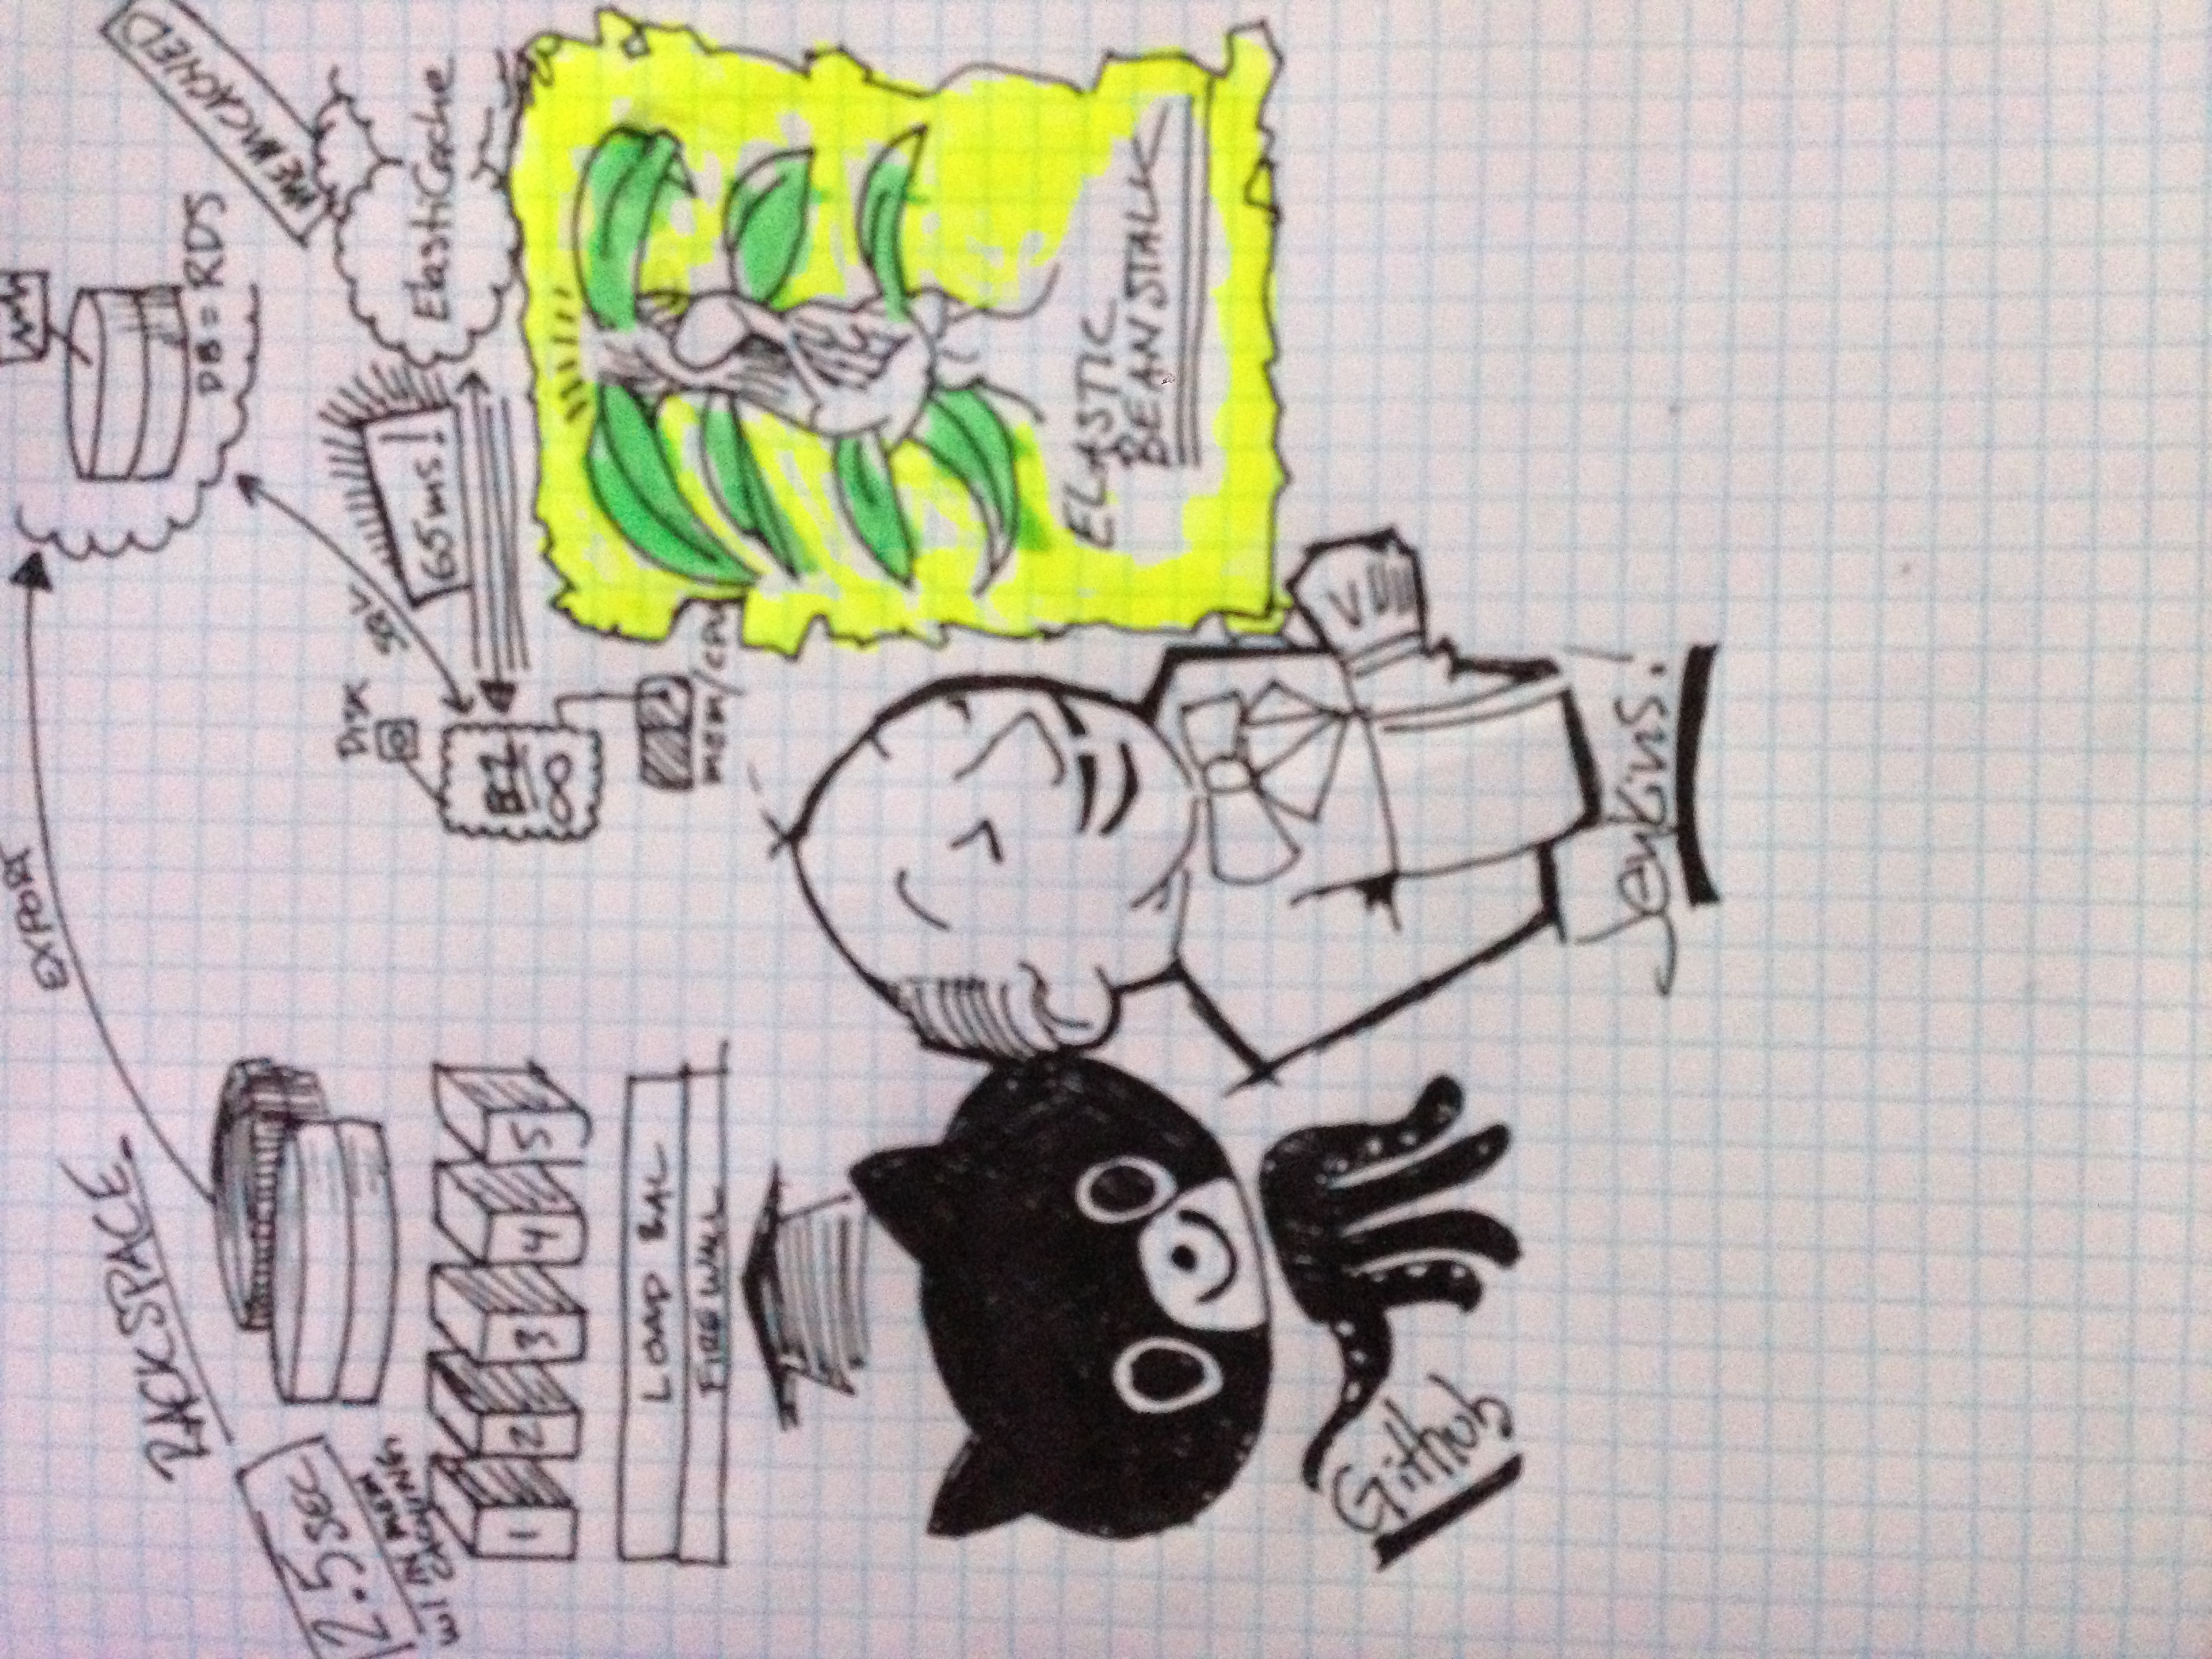 EXPORT
RACKSPACE
DB = RDS
MEMCACHED
2.5 SEC
w/ IN MEM
CACHING
DISK
SQL
65ms!
ElastiCache
1 2 3 4 5
∞
LOAD BAL
FIREWALL
mem/cpu
ELASTIC
BEANSTALK
Github
Jenkins!